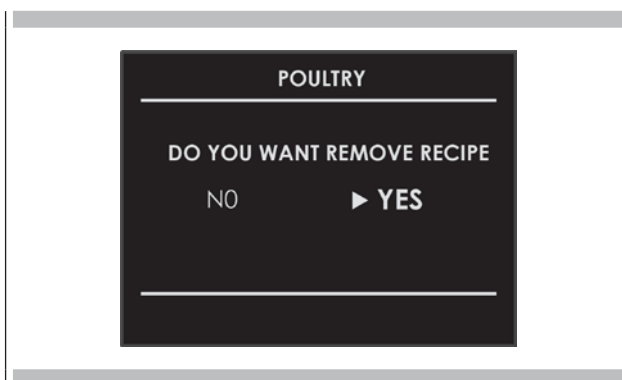 POULTRY
DO YOU WANT REMOVE RECIPE
N0 ▶ YES